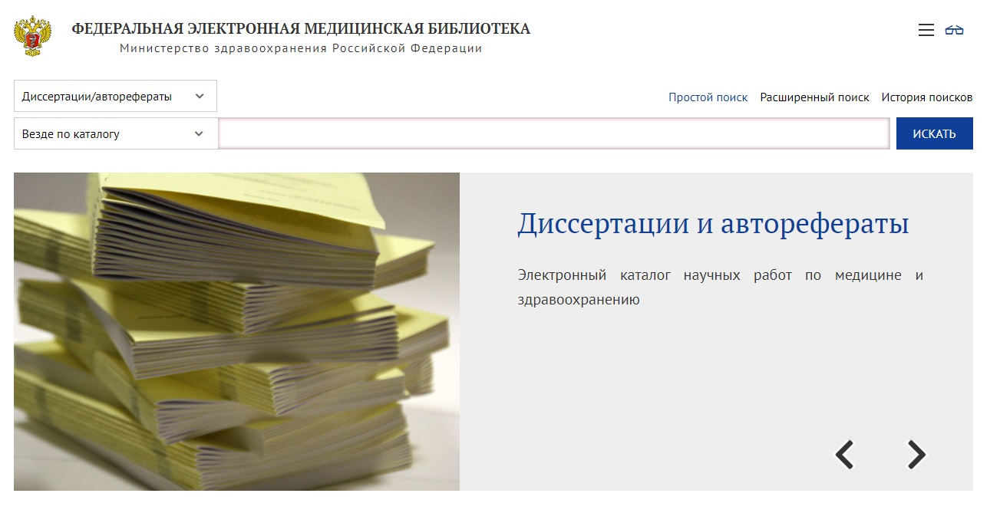 ФЕДЕРАЛЬНАЯ ЭЛЕКТРОННАЯ МЕДИЦИНСКАЯ БИБЛИОТЕКА
Министерство здравоохранения Российской Федерации
Диссертации/авторефераты
Простой поиск Расширенный поиск История поисков
Везде по каталогу
ИСКАТЬ
Диссертации и авторефераты
Электронный каталог научных работ по медицине и
здравоохранению